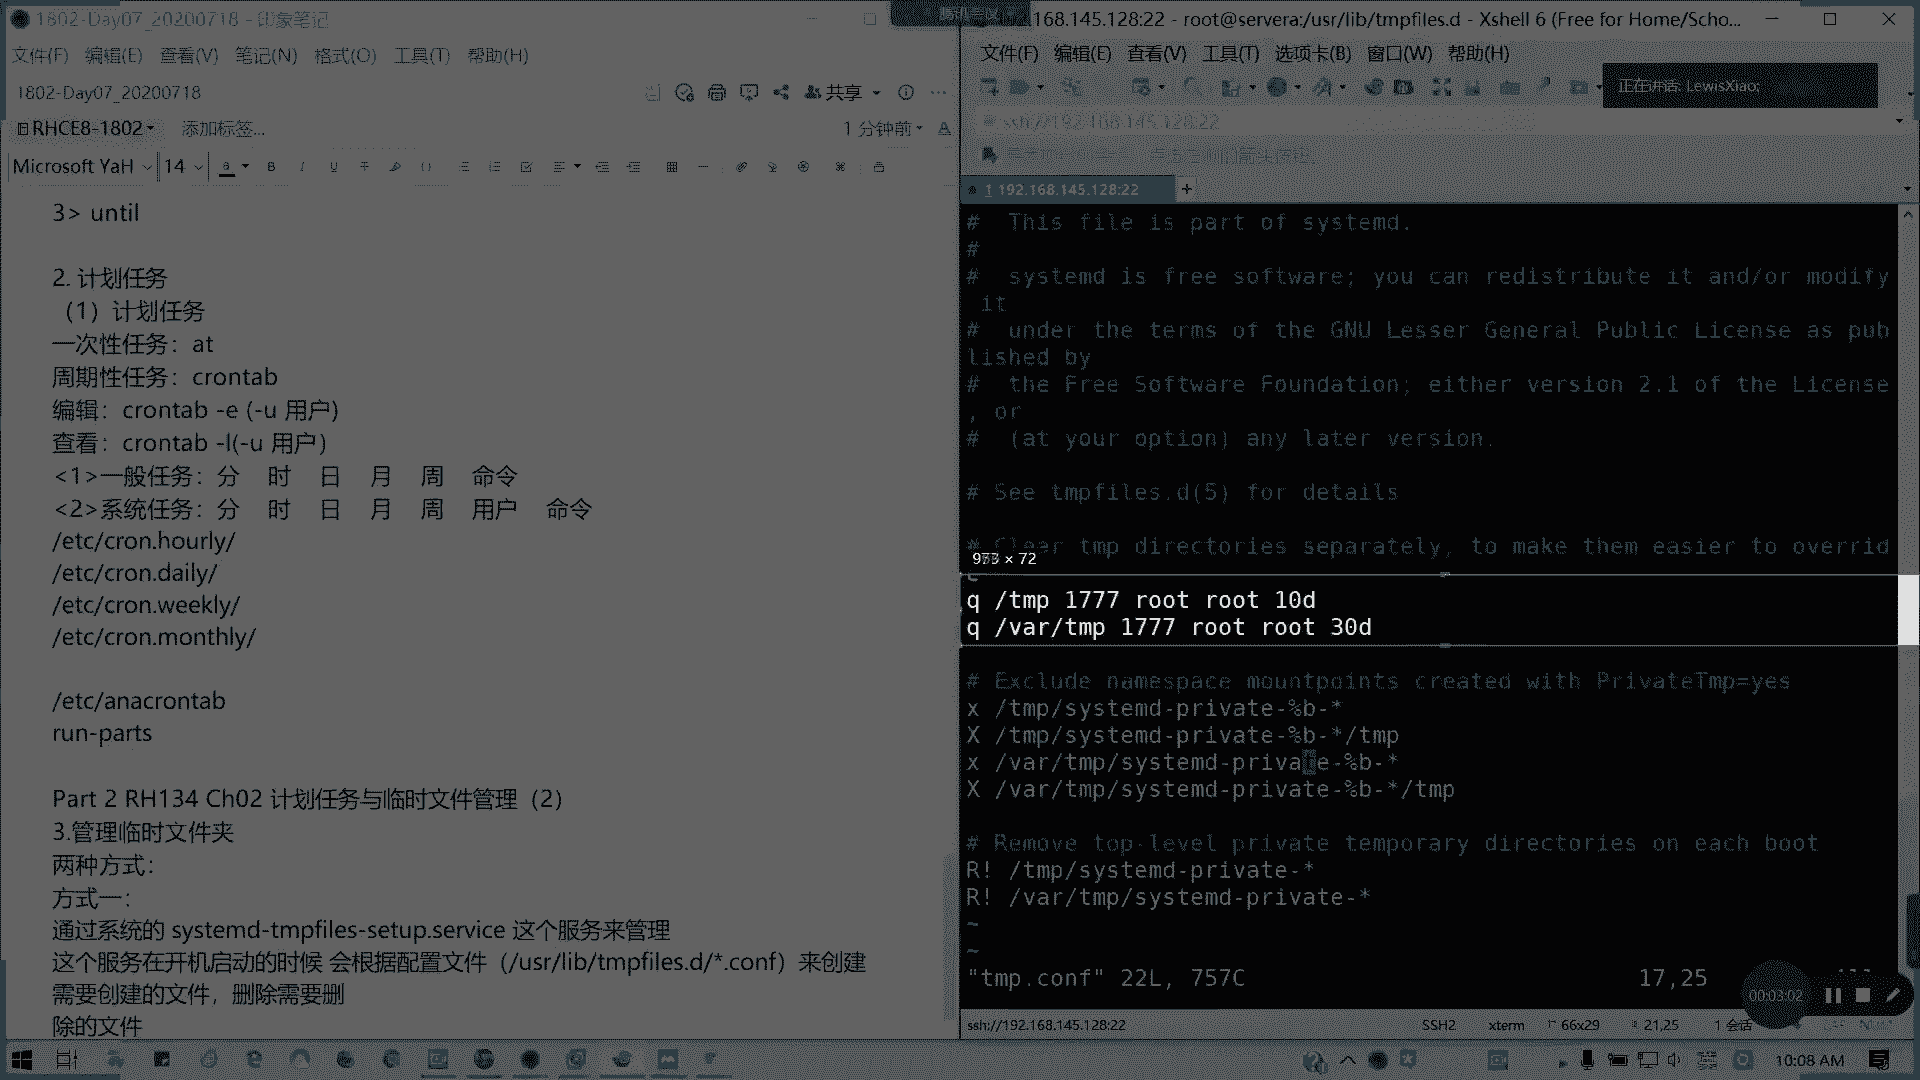 1802-Day07_20200718 - 印象笔记
文件(F) 编辑(E) 查看(V) 笔记(N) 格式(O) 工具(T) 帮助(H)
1802-Day07_20200718
共享
RHCE8-1802 添加标签... 1 分钟前
Microsoft YaH 14
3> until
2. 计划任务
（1）计划任务
一次性任务：at
周期性任务：crontab
编辑：crontab -e (-u 用户)
查看：crontab -l(-u 用户)
<1>一般任务：分 时 日 月 周 命令
<2>系统任务：分 时 日 月 周 用户 命令
/etc/cron.hourly/
/etc/cron.daily/
/etc/cron.weekly/
/etc/cron.monthly/
/etc/anacrontab
run-parts
Part 2 RH134 Ch02 计划任务与临时文件管理（2）
3.管理临时文件夹
两种方式：
方式一：
通过系统的 systemd-tmpfiles-setup.service 这个服务来管理
这个服务在开机启动的时候 会根据配置文件（/usr/lib/tmpfiles.d/*.conf）来创建
需要创建的文件，删除需要删
除的文件
.168.145.128:22 - root@servera:/usr/lib/tmpfiles.d - Xshell 6 (Free for Home/Scho...
文件(F) 编辑(E) 查看(V) 工具(T) 选项卡(B) 窗口(W) 帮助(H)
正在讲话: LewisXiao;
ssh://192.168.145.128:22
1 192.168.145.128:22
# This file is part of systemd.
#
# systemd is free software; you can redistribute it and/or modify
it
# under the terms of the GNU Lesser General Public License as pub
lished by
# the Free Software Foundation; either version 2.1 of the License
, or
# (at your option) any later version.
# See tmpfiles.d(5) for details
# Clear tmp directories separately, to make them easier to overrid
e
q /tmp 1777 root root 10d
q /var/tmp 1777 root root 30d
# Exclude namespace mountpoints created with PrivateTmp=yes
x /tmp/systemd-private-%b-*
X /tmp/systemd-private-%b-*/tmp
x /var/tmp/systemd-private-%b-*
X /var/tmp/systemd-private-%b-*/tmp
# Remove top-level private temporary directories on each boot
R! /tmp/systemd-private-*
R! /var/tmp/systemd-private-*
~
~
"tmp.conf" 22L, 757C 17,25
00:03:02
ssh://192.168.145.128:22 SSH2 xterm 66x29 21,25 1 会话
10:08 AM